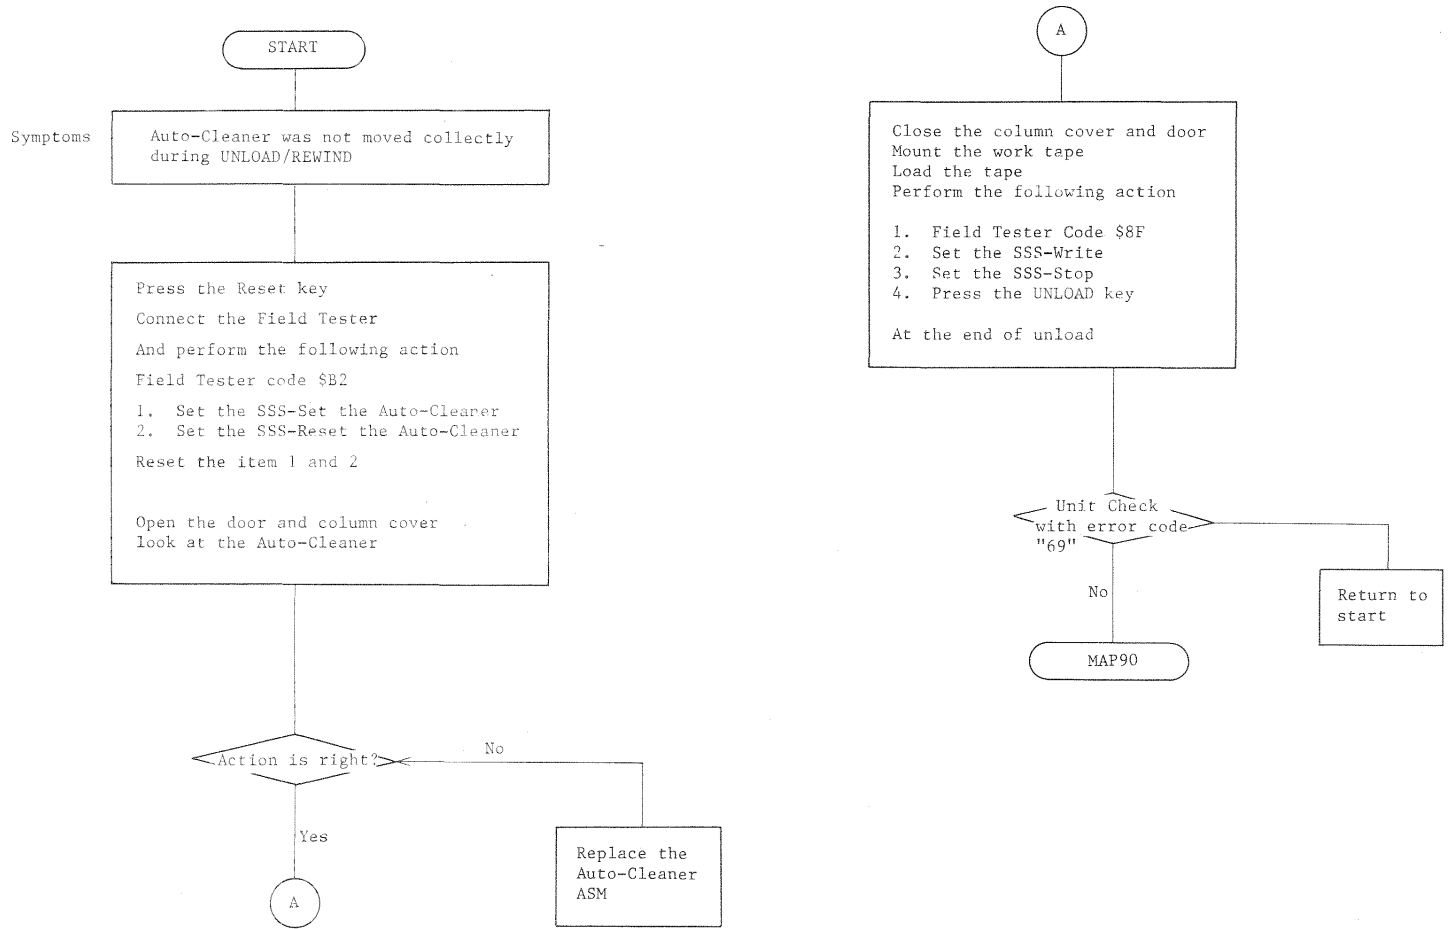 START
Symptoms
Auto-Cleaner was not moved collectly
during UNLOAD/REWIND
Press the Reset key
Connect the Field Tester
And perform the following action
Field Tester code $B2
1. Set the SSS-Set the Auto-Cleaner
2. Set the SSS-Reset the Auto-Cleaner
Reset the item 1 and 2
Open the door and column cover
look at the Auto-Cleaner
Action is right?
No
Yes
Replace the
Auto-Cleaner
ASM
A
A
Close the column cover and door
Mount the work tape
Load the tape
Perform the following action
1. Field Tester Code $8F
2. Set the SSS-Write
3. Set the SSS-Stop
4. Press the UNLOAD key
At the end of unload
Unit Check
with error code
"69"
No
Return to
start
MAP90